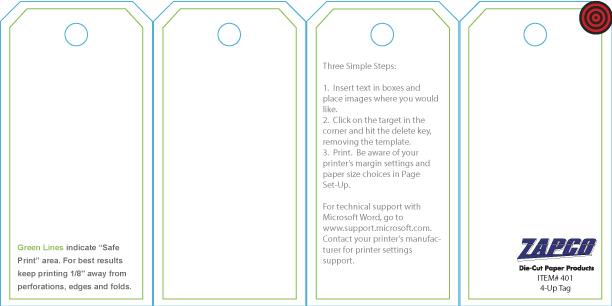 Green Lines indicate “Safe
Print” area. For best results
keep printing 1/8” away from
perforations, edges and folds.
Three Simple Steps:
1.  Insert text in boxes and
place images where you would
like.
2.  Click on the target in the
corner and hit the delete key,
removing the template.
3.  Print.  Be aware of your
printer’s margin settings and
paper size choices in Page
Set-Up.
For technical support with
Microsoft Word, go to
www.support.microsoft.com.
Contact your printer’s manufac-
turer for printer settings
support.
ZAPCO
Die-Cut Paper Products
ITEM# 401
4-Up Tag